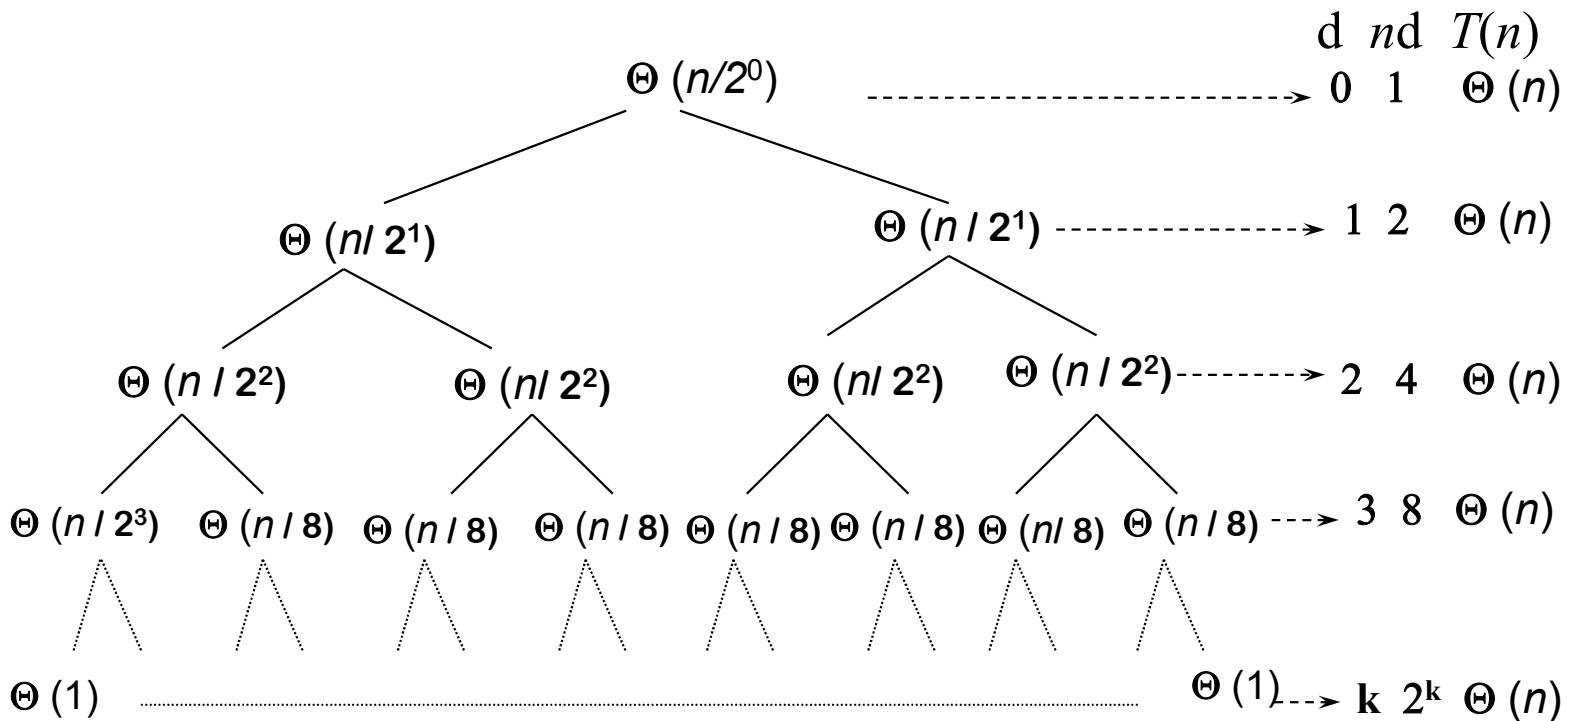 d nd T(n)
Θ (n/2⁰) 0 1 Θ (n)
Θ (n/ 2¹) Θ (n / 2¹) 1 2 Θ (n)
Θ (n / 2²) Θ (n/ 2²) Θ (n/ 2²) Θ (n / 2²) 2 4 Θ (n)
Θ (n / 2³) Θ (n / 8) Θ (n / 8) Θ (n / 8) Θ (n / 8) Θ (n / 8) Θ (n/ 8) Θ (n / 8) 3 8 Θ (n)
Θ (1) Θ (1) k 2ᵏ Θ (n)